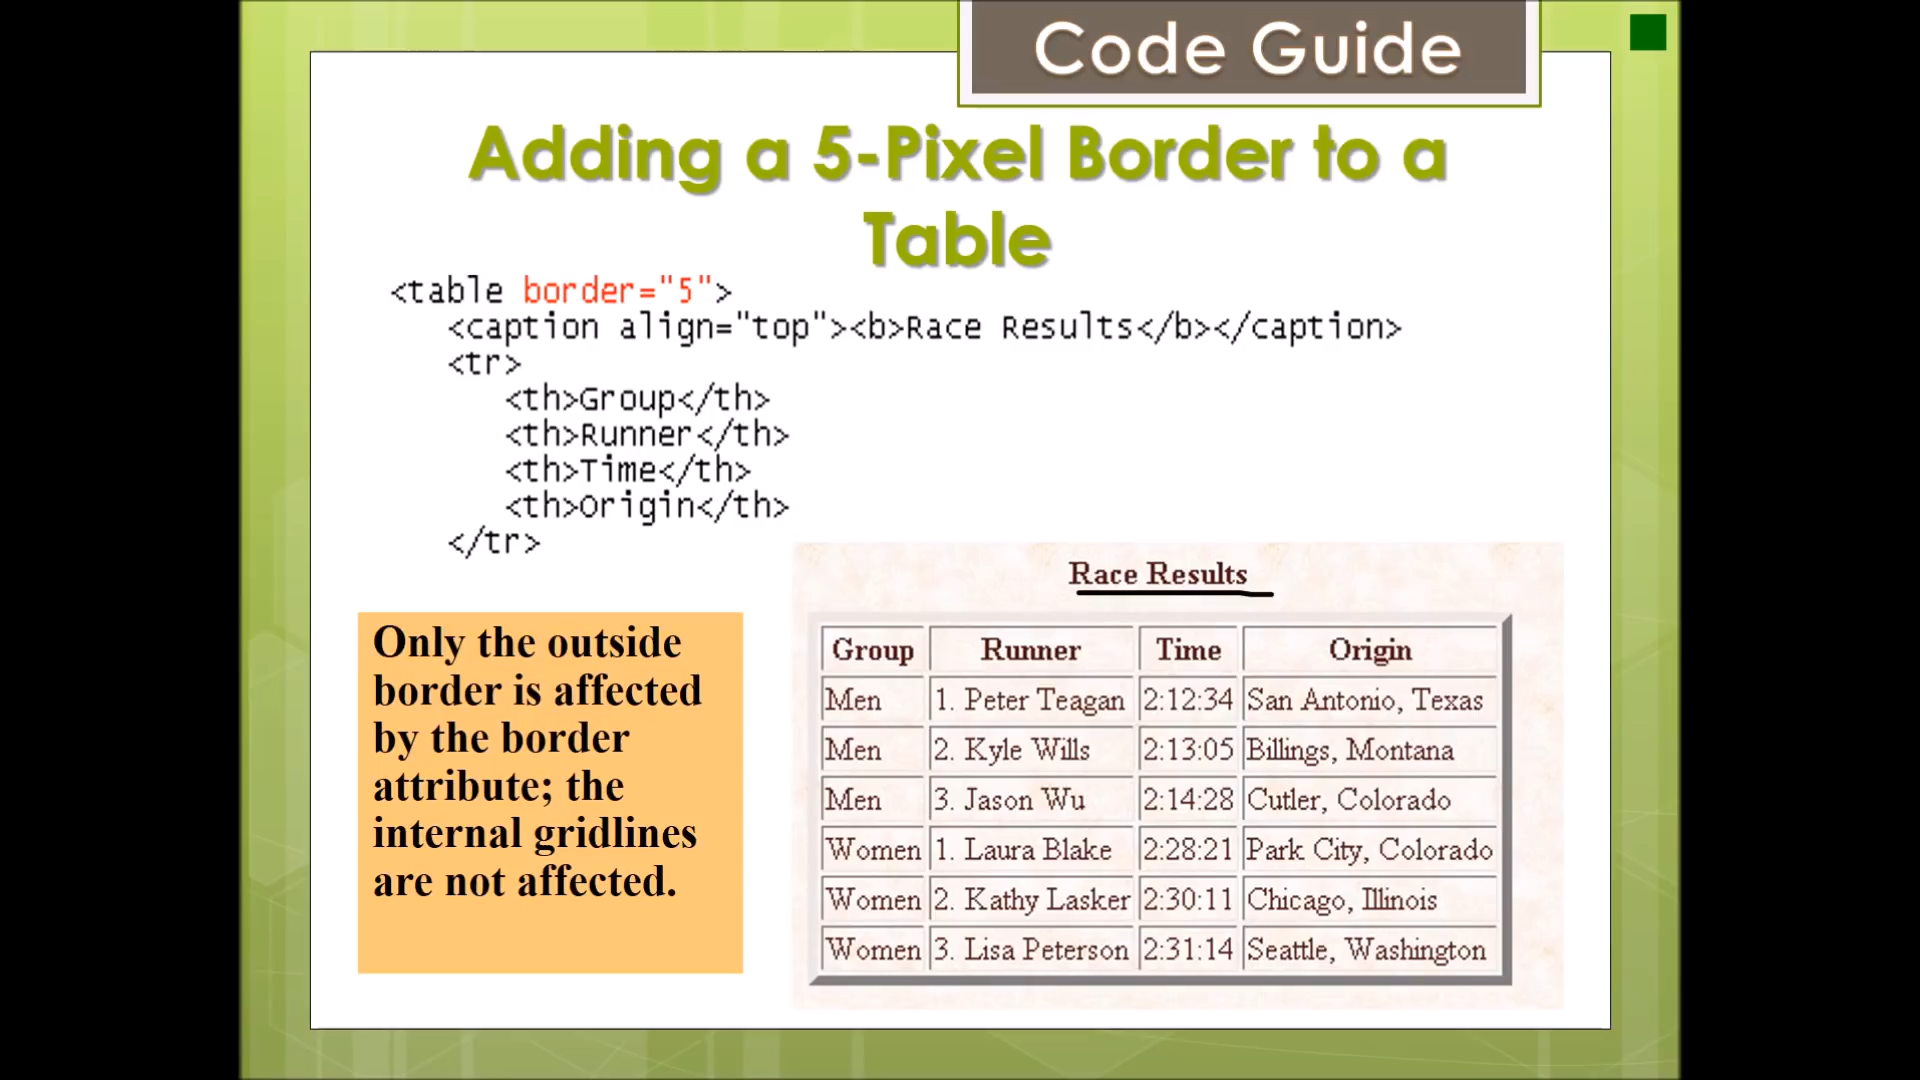 Code Guide
Adding a 5-Pixel Border to a
Table
<table border="5">
<caption align="top"><b>Race Results</b></caption>
<tr>
<th>Group</th>
<th>Runner</th>
<th>Time</th>
<th>Origin</th>
</tr>
Only the outside
border is affected
by the border
attribute; the
internal gridlines
are not affected.
Race Results
Group Runner Time Origin
Men 1. Peter Teagan 2:12:34 San Antonio, Texas
Men 2. Kyle Wills 2:13:05 Billings, Montana
Men 3. Jason Wu 2:14:28 Cutler, Colorado
Women 1. Laura Blake 2:28:21 Park City, Colorado
Women 2. Kathy Lasker 2:30:11 Chicago, Illinois
Women 3. Lisa Peterson 2:31:14 Seattle, Washington